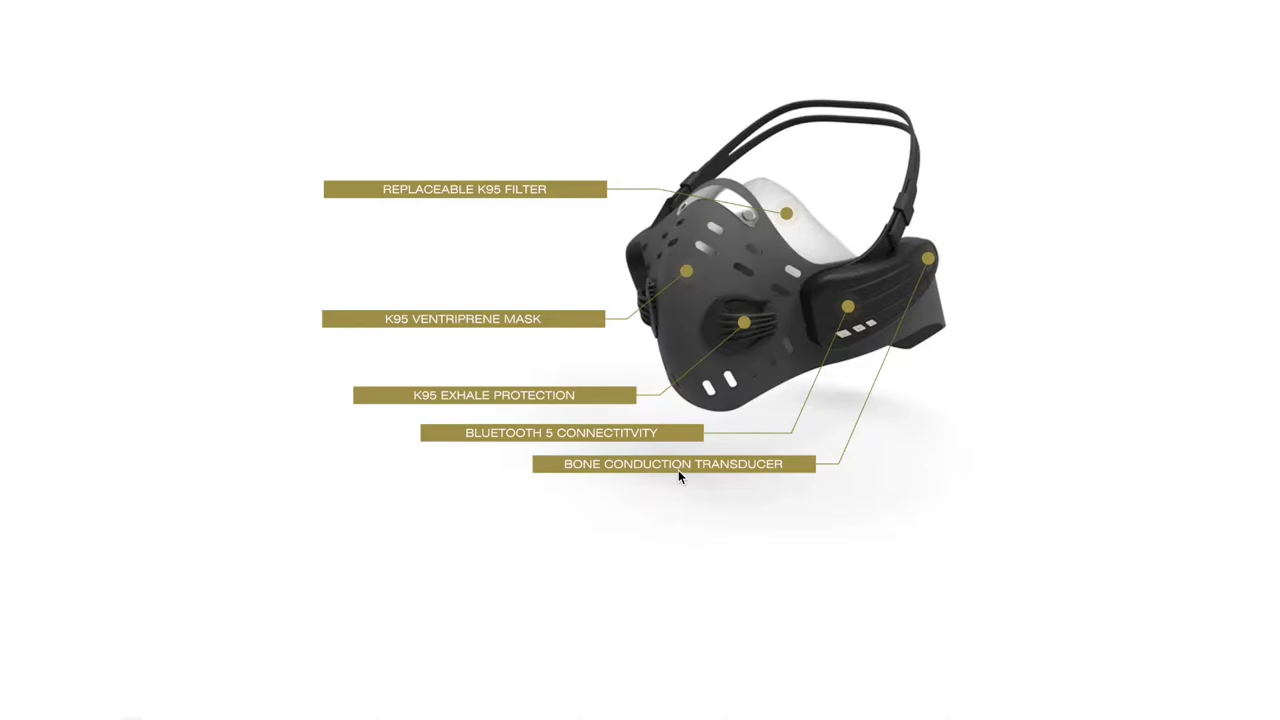 REPLACEABLE K95 FILTER
K95 VENTRIPRENE MASK
K95 EXHALE PROTECTION
BLUETOOTH 5 CONNECTITVITY
BONE CONDUCTION TRANSDUCER